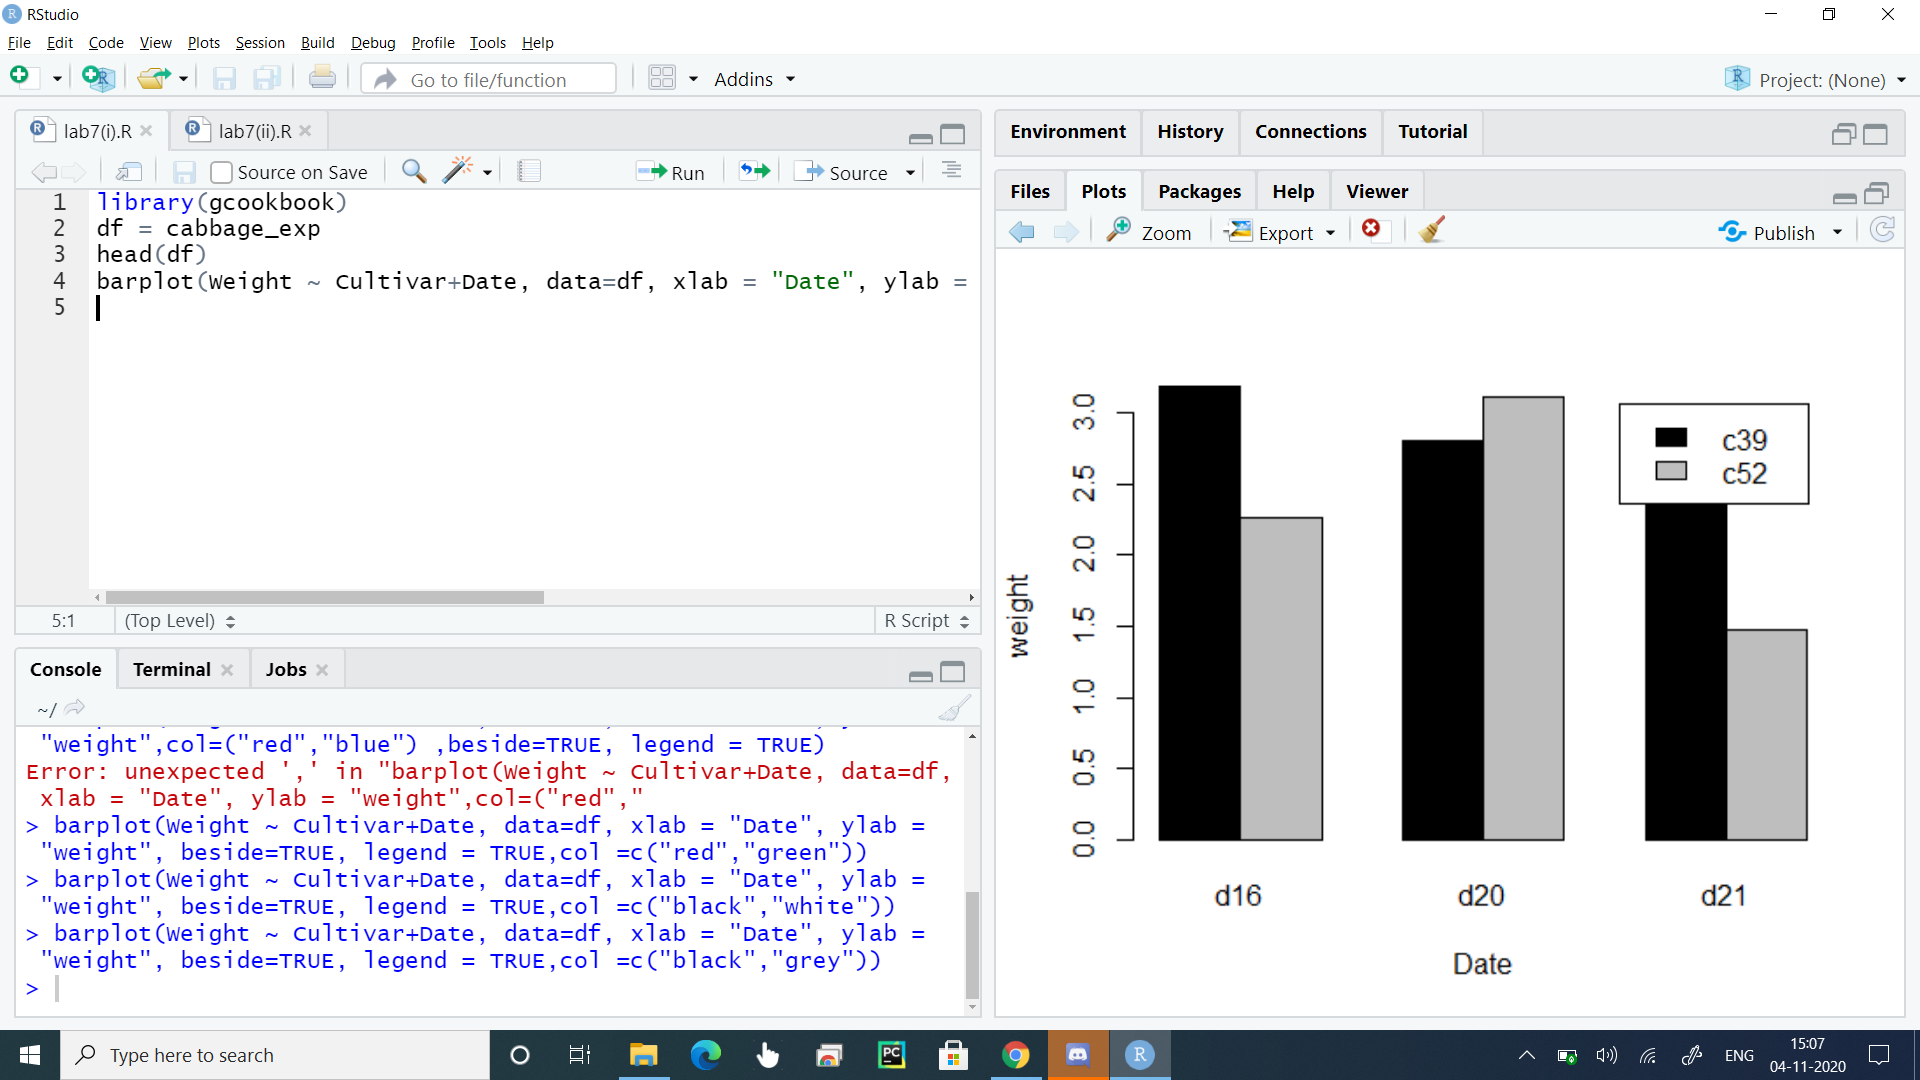 RStudio
File Edit Code View Plots Session Build Debug Profile Tools Help
Go to file/function Addins Project: (None)
lab7(i).R lab7(ii).R
Source on Save Run Source
1 library(gcookbook)
2 df = cabbage_exp
3 head(df)
4 barplot(Weight ~ Cultivar+Date, data=df, xlab = "Date", ylab =
5
5:1 (Top Level) R Script
Console Terminal Jobs
~/
"weight",col=("red","blue") ,beside=TRUE, legend = TRUE)
Error: unexpected ',' in "barplot(Weight ~ Cultivar+Date, data=df,
xlab = "Date", ylab = "weight",col=("red","
> barplot(Weight ~ Cultivar+Date, data=df, xlab = "Date", ylab =
"weight", beside=TRUE, legend = TRUE,col =c("red","green"))
> barplot(Weight ~ Cultivar+Date, data=df, xlab = "Date", ylab =
"weight", beside=TRUE, legend = TRUE,col =c("black","white"))
> barplot(Weight ~ Cultivar+Date, data=df, xlab = "Date", ylab =
"weight", beside=TRUE, legend = TRUE,col =c("black","grey"))
>
Environment History Connections Tutorial
Files Plots Packages Help Viewer
Zoom Export Publish
weight
3.0
2.5
2.0
1.5
1.0
0.5
0.0
c39
c52
d16 d20 d21
Date
Type here to search
PC
R
ENG
15:07
04-11-2020